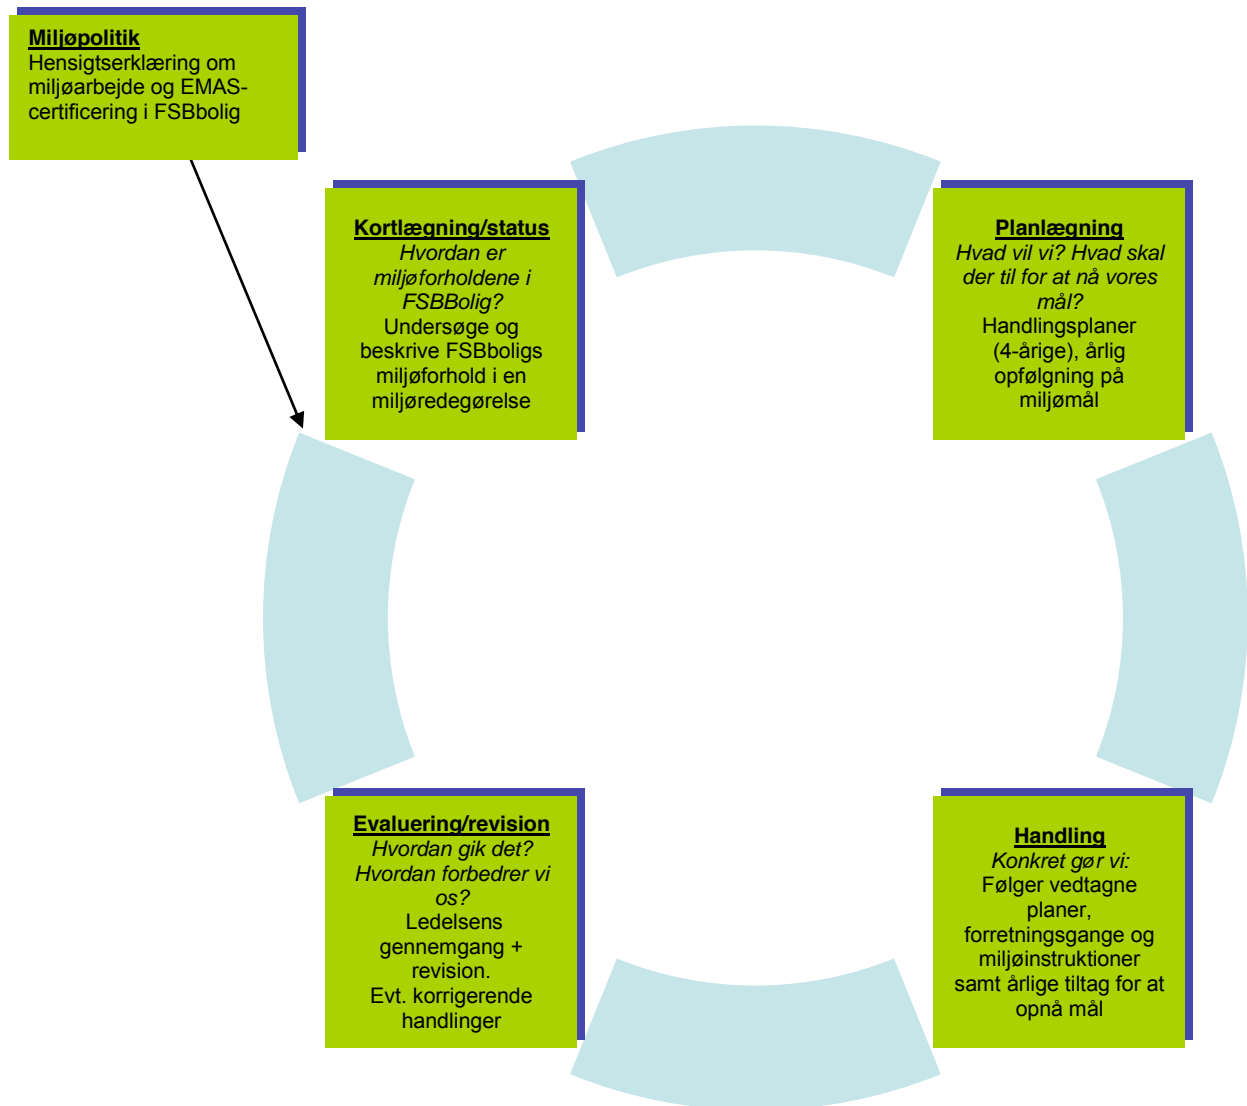 Miljøpolitik
Hensigtserklæring om
miljøarbejde og EMAS-
certificering i FSBbolig
Kortlægning/status
Hvordan er
miljøforholdene i
FSBBolig?
Undersøge og
beskrive FSBboligs
miljøforhold i en
miljøredegørelse
Planlægning
Hvad vil vi? Hvad skal
der til for at nå vores
mål?
Handlingsplaner
(4-årige), årlig
opfølgning på
miljømål
Evaluering/revision
Hvordan gik det?
Hvordan forbedrer vi
os?
Ledelsens
gennemgang +
revision.
Evt. korrigerende
handlinger
Handling
Konkret gør vi:
Følger vedtagne
planer,
forretningsgange og
miljøinstruktioner
samt årlige tiltag for at
opnå mål